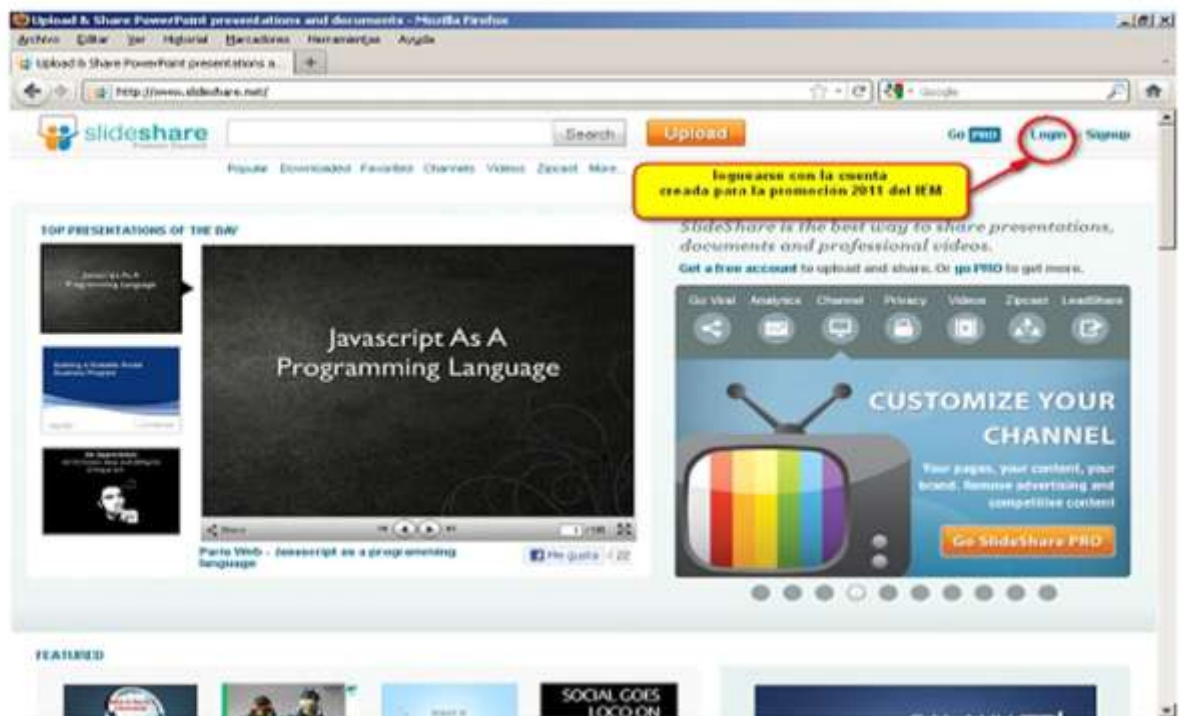 Upload & Share PowerPoint presentations and documents - Mozilla Firefox
Archivo Editar Ver Historial Marcadores Herramientas Ayuda
Upload & Share PowerPoint presentations a...
http://www.slideshare.net/
Google
slideshare
Search
Upload
Go PRO
Login
Signup
Popular Downloaded Favorited Channels Videos Zipcast More...
loguearse con la cuenta
creada para la promocion 2011 del IEM
TOP PRESENTATIONS OF THE DAY
Javascript As A
Programming Language
Javascript As A
Programming Language
Share
Paris Web - Javascript as a programming
language
Me gusta
22
SlideShare is the best way to share presentations,
documents and professional videos.
Get a free account to upload and share. Or go PRO to get more.
Go Viral Analytics Channel Privacy Videos Zipcast LeadShare
CUSTOMIZE YOUR
CHANNEL
Your pages, your content, your
brand. Remove advertising and
competitive content
Go SlideShare PRO
FEATURED
SOCIAL GOES
LOCO ON